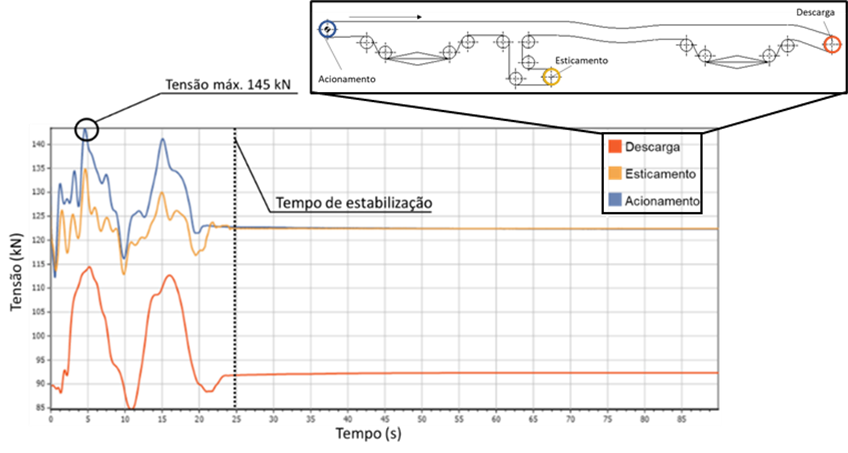 Descarga
Acionamento
Esticamento
Tensão máx. 145 kN
Descarga
Esticamento
Acionamento
Tempo de estabilização
Tensão (kN)
140
135
130
125
120
115
110
105
100
95
90
85
0 5 10 15 20 25 30 35 40 45 50 55 60 65 70 75 80 85
Tempo (s)